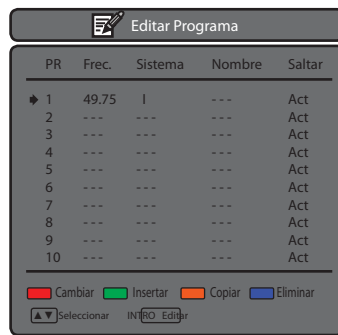 Editar Programa
PR Frec. Sistema Nombre Saltar
1 49.75 I - - - Act
2 - - - - - - Act
3 - - - - - - Act
4 - - - - - - Act
5 - - - - - - Act
6 - - - - - - Act
7 - - - - - - Act
8 - - - - - - Act
9 - - - - - - Act
10 - - - - - - Act
Cambiar Insertar Copiar Eliminar
▲▼ Seleccionar INTRO Editar